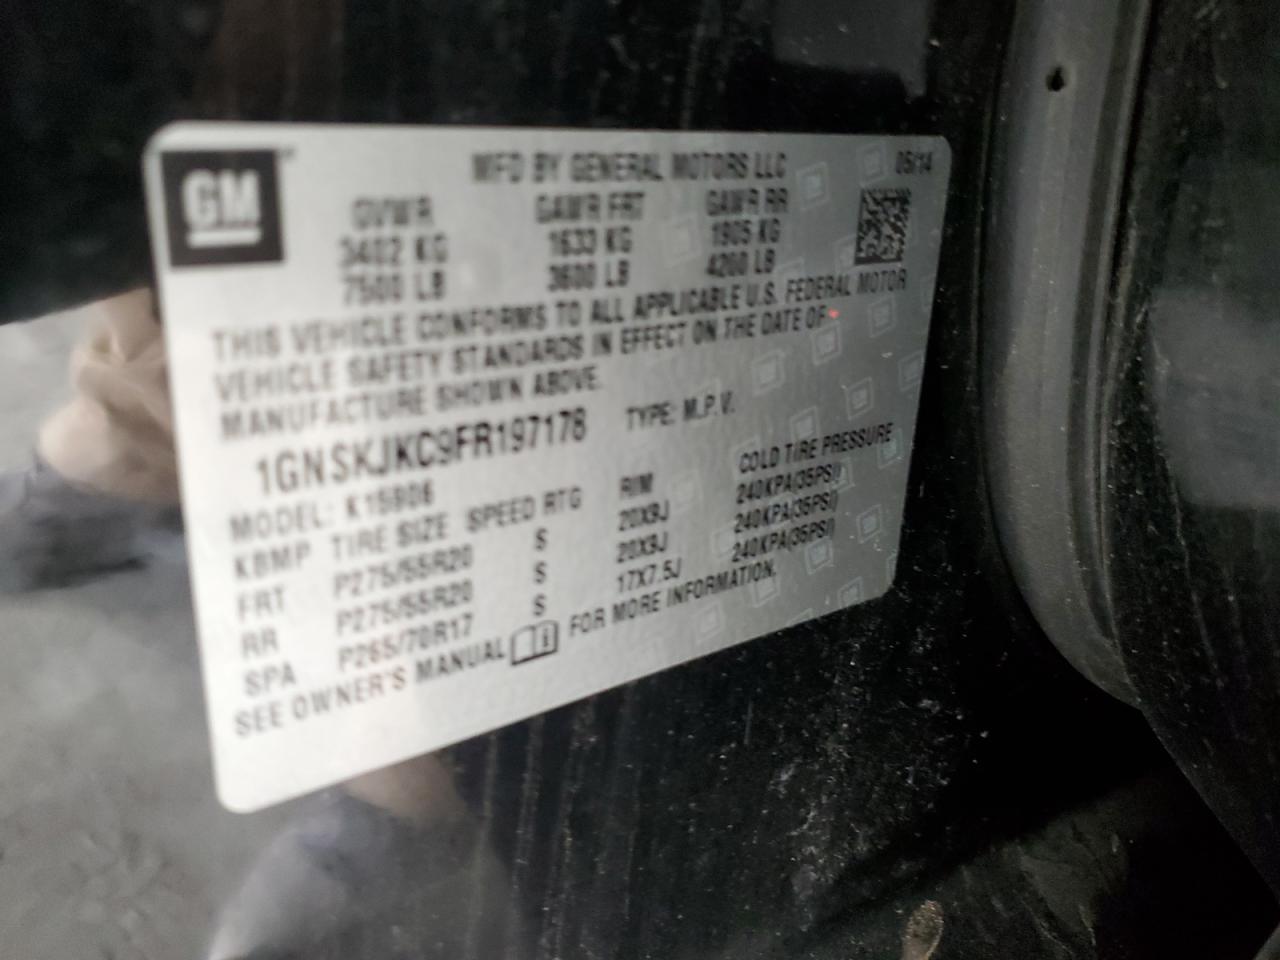 GM
MFD BY GENERAL MOTORS LLC 05/14
GVWR GAWR FRT GAWR RR
3402 KG 1633 KG 1905 KG
7500 LB 3600 LB 4200 LB
THIS VEHICLE CONFORMS TO ALL APPLICABLE U.S. FEDERAL MOTOR
VEHICLE SAFETY STANDARDS IN EFFECT ON THE DATE OF
MANUFACTURE SHOWN ABOVE.
1GNSKJKC9FR197178 TYPE: M.P.V.
MODEL: K15906
KBMP TIRE SIZE SPEED RTG RIM COLD TIRE PRESSURE
FRT P275/55R20 S 20X9J 240KPA(35PSI)
RR P275/55R20 S 20X9J 240KPA(35PSI)
SPA P265/70R17 S 17X7.5J 240KPA(35PSI)
SEE OWNER'S MANUAL FOR MORE INFORMATION.